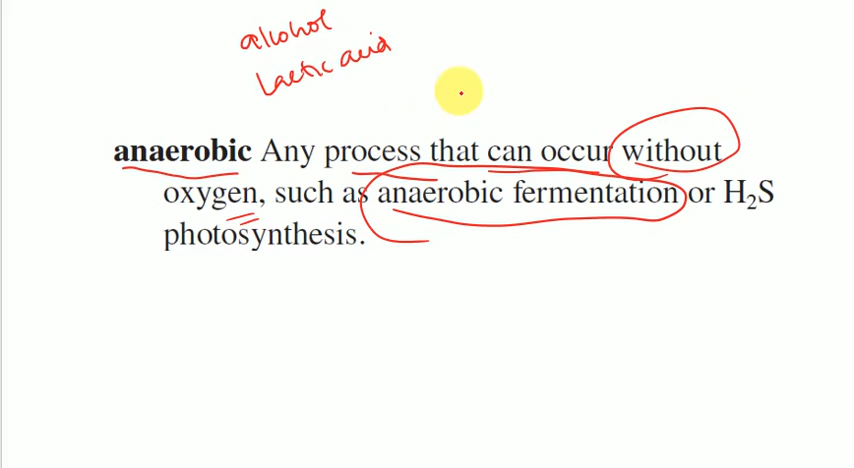 alcohol
Lactic acid
anaerobic Any process that can occur without
oxygen, such as anaerobic fermentation or H₂S
photosynthesis.